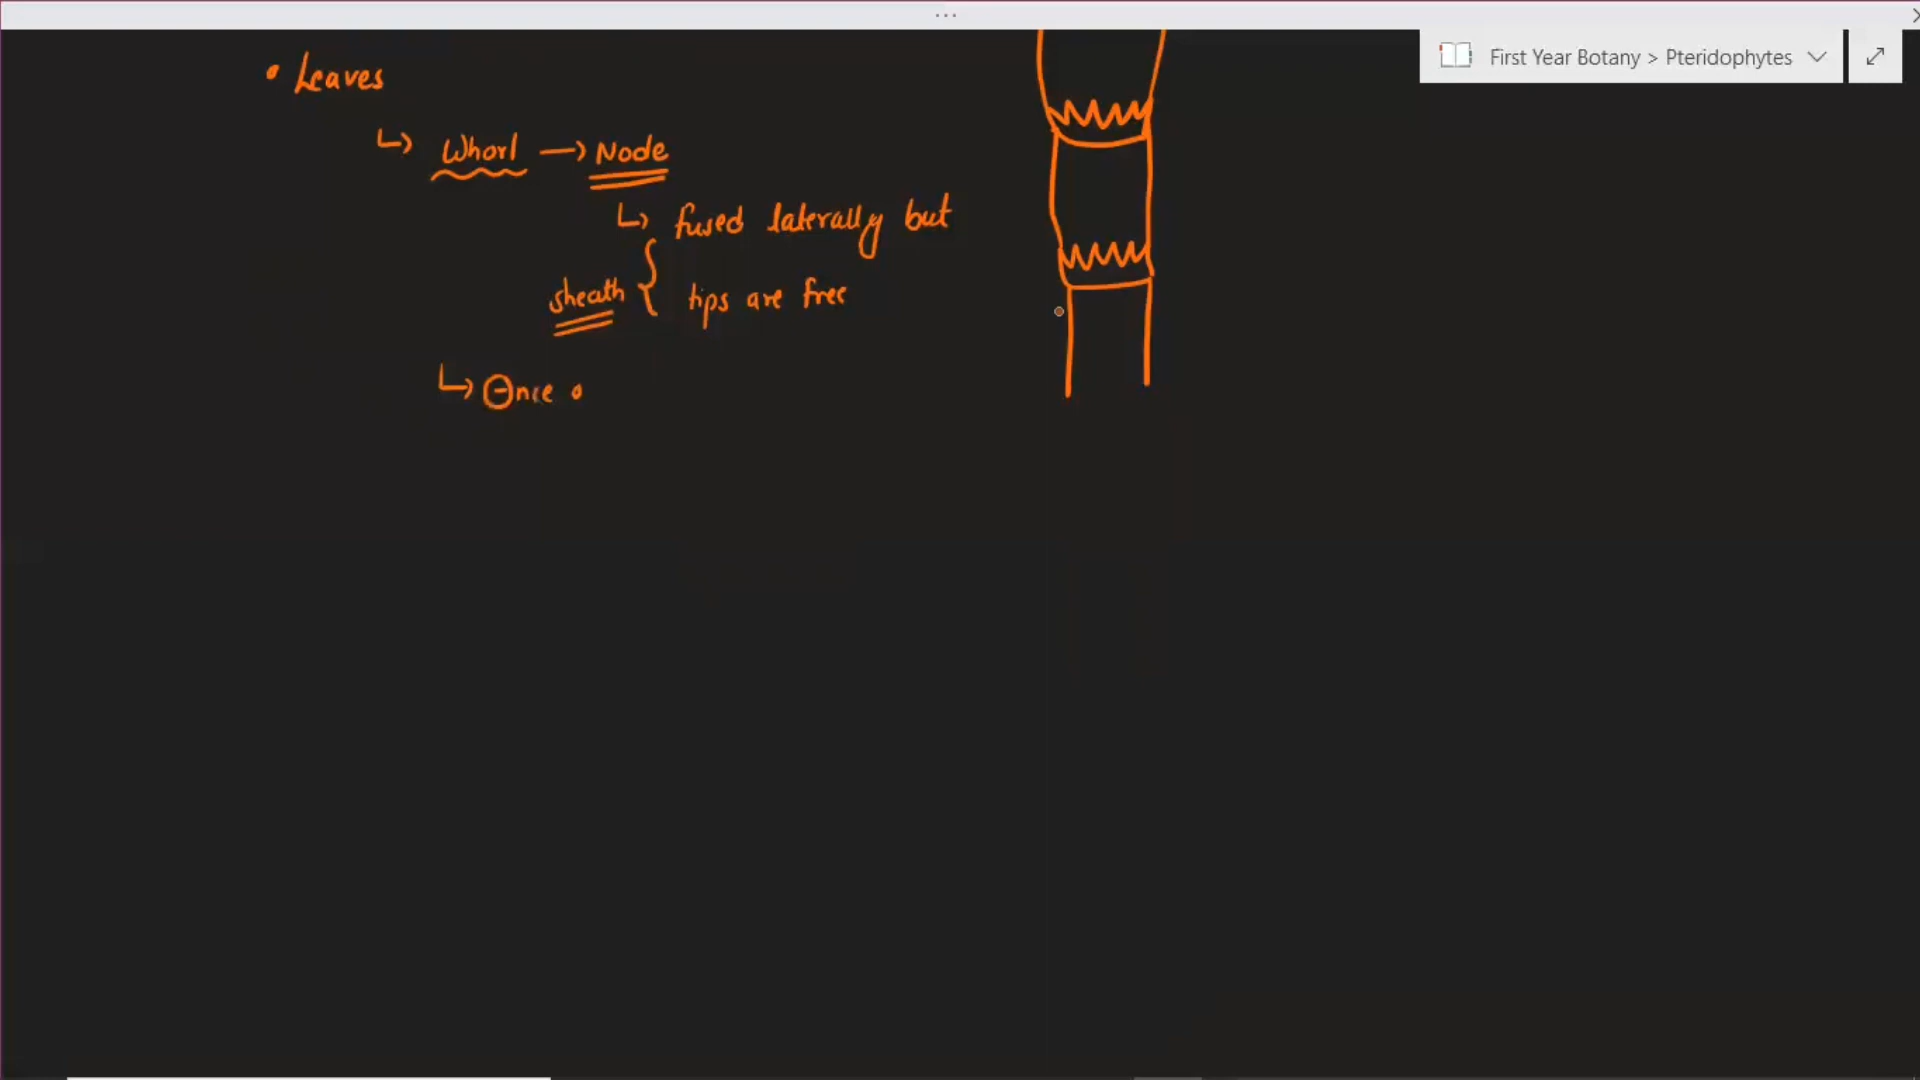 First Year Botany > Pteridophytes
• Leaves
↳ Whorl → Node
↳ fused laterally but
sheath { tips are free
↳ Once